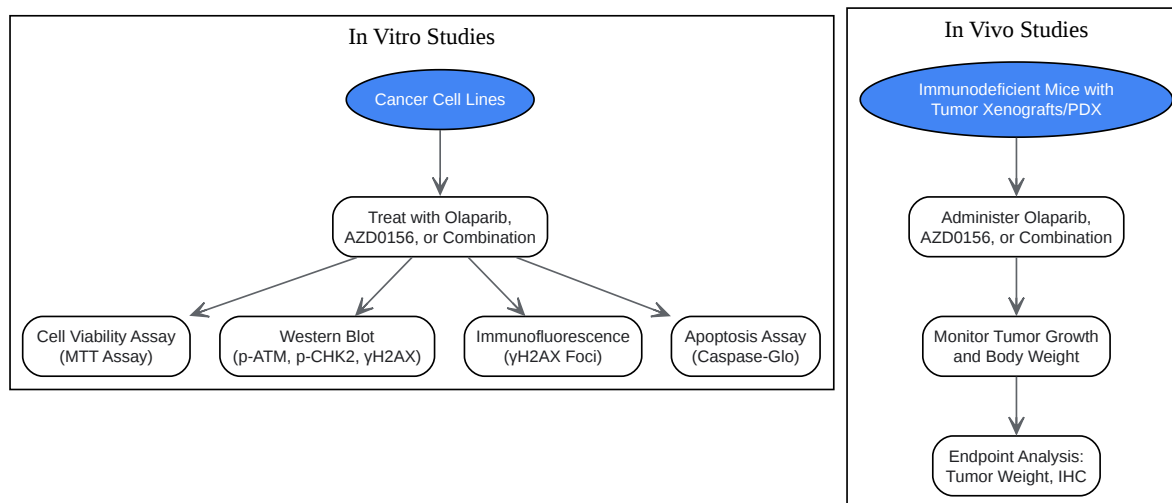 In Vitro Studies
Cancer Cell Lines
Treat with Olaparib,
AZD0156, or Combination
Cell Viability Assay
(MTT Assay)
Western Blot
(p-ATM, p-CHK2, γH2AX)
Immunofluorescence
(γH2AX Foci)
Apoptosis Assay
(Caspase-Glo)
In Vivo Studies
Immunodeficient Mice with
Tumor Xenografts/PDX
Administer Olaparib,
AZD0156, or Combination
Monitor Tumor Growth
and Body Weight
Endpoint Analysis:
Tumor Weight, IHC